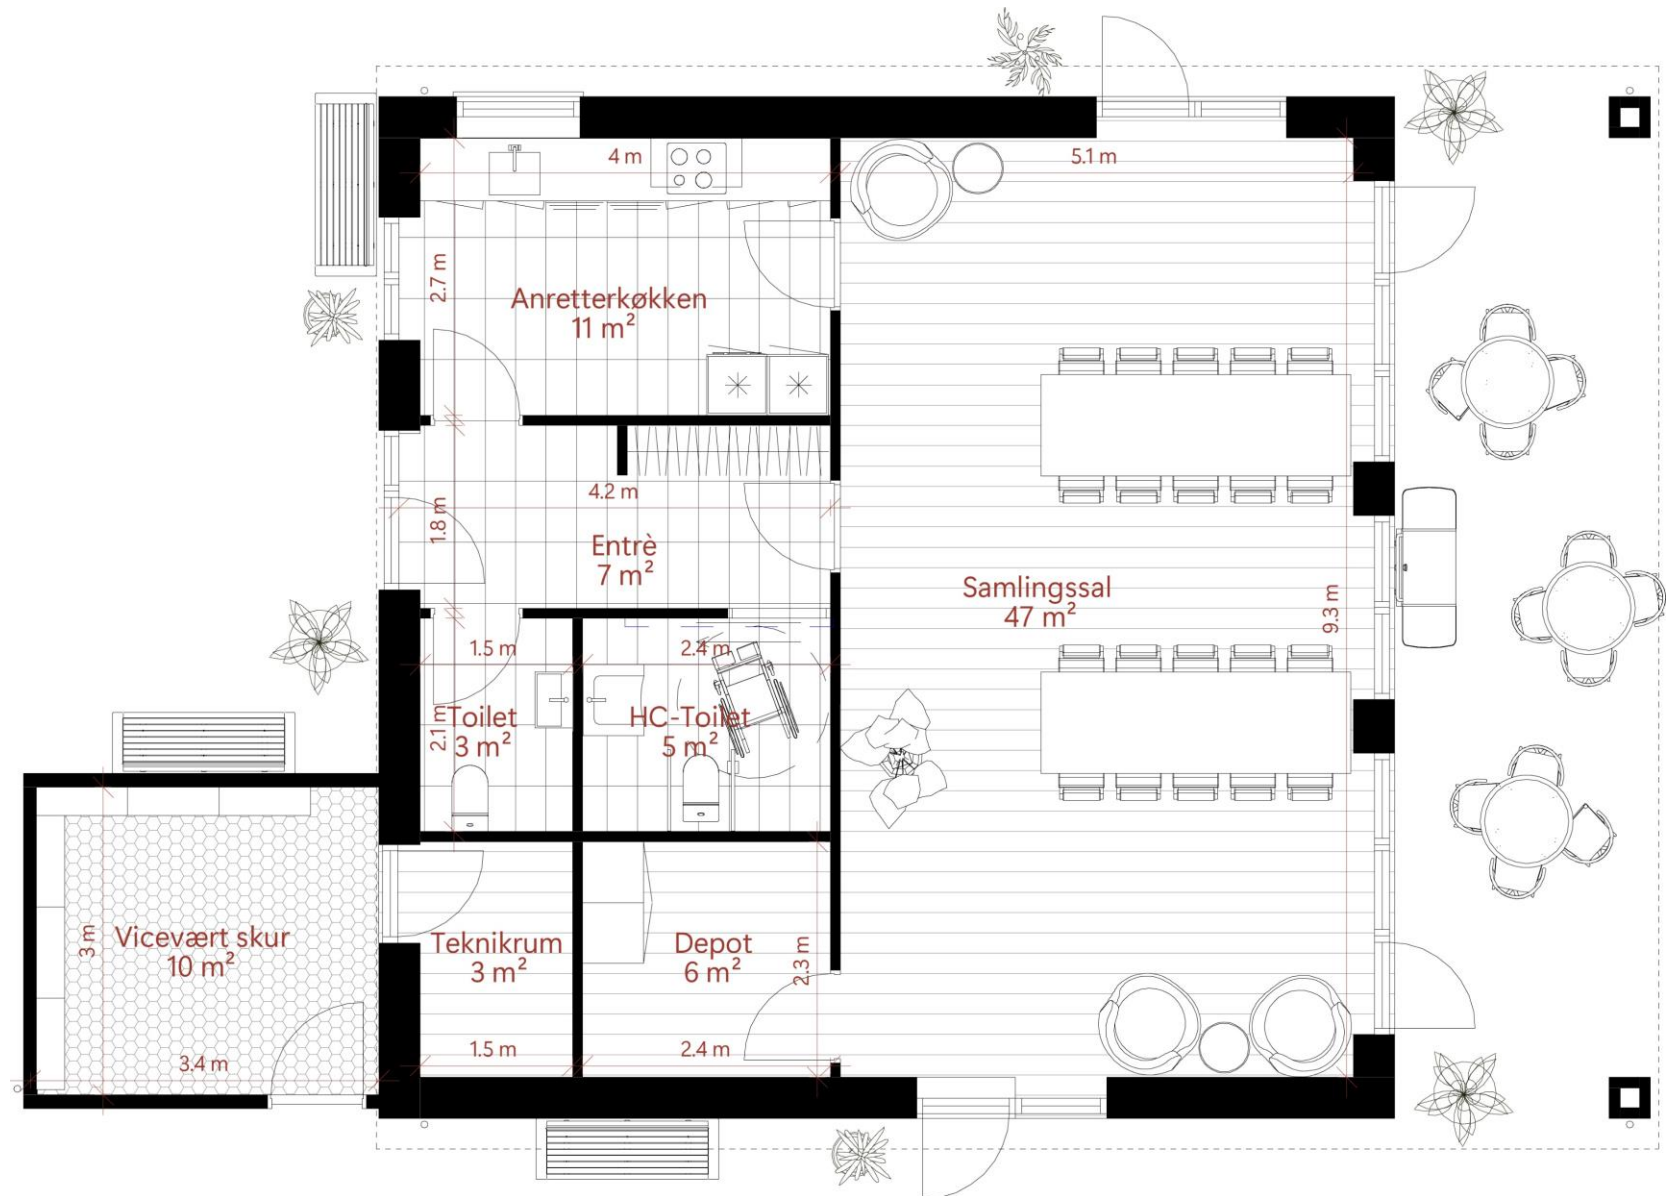 4 m
5.1 m
2.7 m
Anretterkøkken
11 m²
4.2 m
1.8 m
Entrè
7 m²
Samlingssal
47 m²
9.3 m
1.5 m
2.4 m
2.1 m
Toilet
3 m²
HC-Toilet
5 m²
Vicevært skur
10 m²
3 m
3.4 m
Teknikrum
3 m²
1.5 m
Depot
6 m²
2.3 m
2.4 m